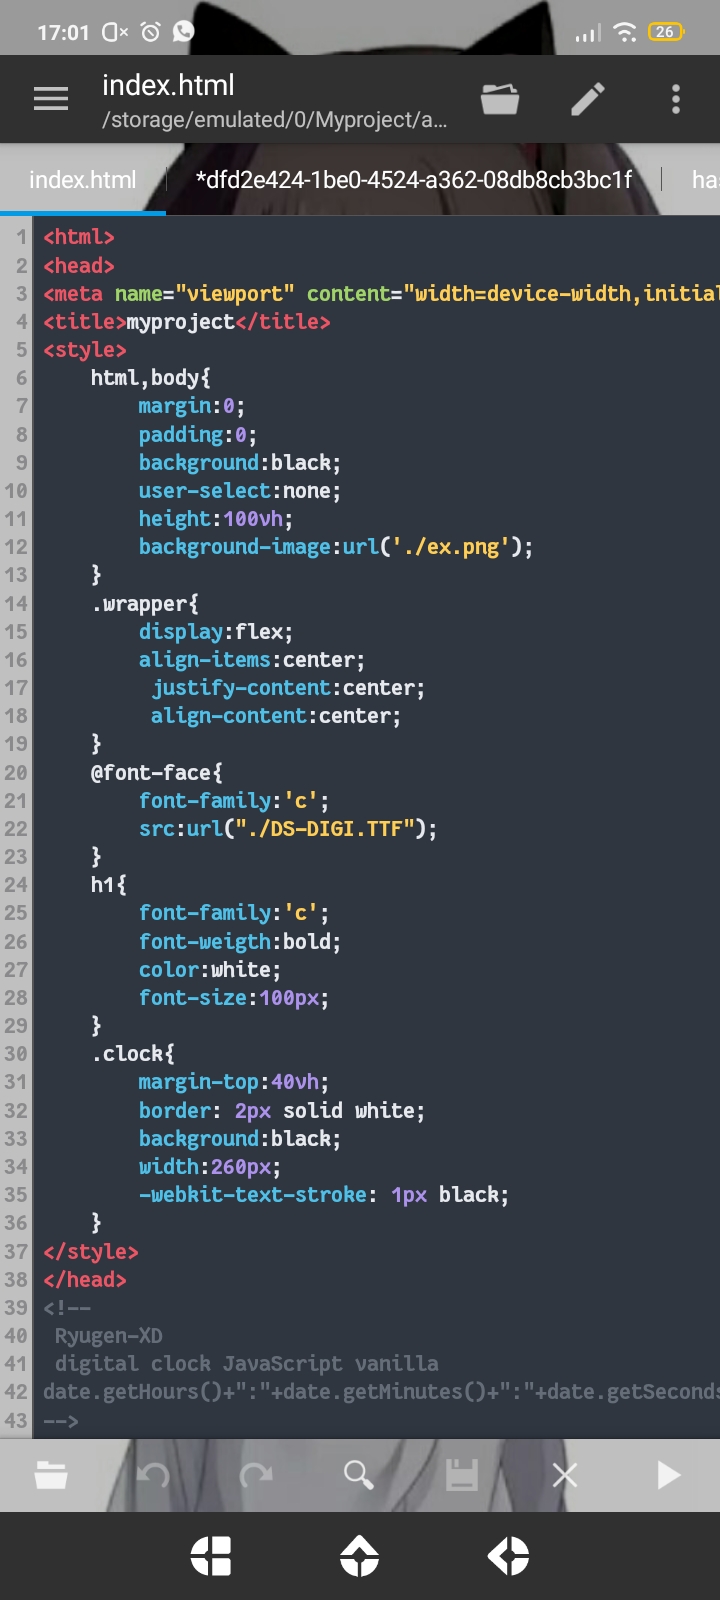 17:01
26
index.html
/storage/emulated/0/Myproject/a...
index.html
*dfd2e424-1be0-4524-a362-08db8cb3bc1f
has
1 <html>
2 <head>
3 <meta name="viewport" content="width=device-width,initial
4 <title>myproject</title>
5 <style>
6 html,body{
7 margin:0;
8 padding:0;
9 background:black;
10 user-select:none;
11 height:100vh;
12 background-image:url('./ex.png');
13 }
14 .wrapper{
15 display:flex;
16 align-items:center;
17 justify-content:center;
18 align-content:center;
19 }
20 @font-face{
21 font-family:'c';
22 src:url("./DS-DIGI.TTF");
23 }
24 h1{
25 font-family:'c';
26 font-weigth:bold;
27 color:white;
28 font-size:100px;
29 }
30 .clock{
31 margin-top:40vh;
32 border: 2px solid white;
33 background:black;
34 width:260px;
35 -webkit-text-stroke: 1px black;
36 }
37 </style>
38 </head>
39 <!--
40 Ryugen-XD
41 digital clock JavaScript vanilla
42 date.getHours()+":"+date.getMinutes()+":"+date.getSeconds
43 -->